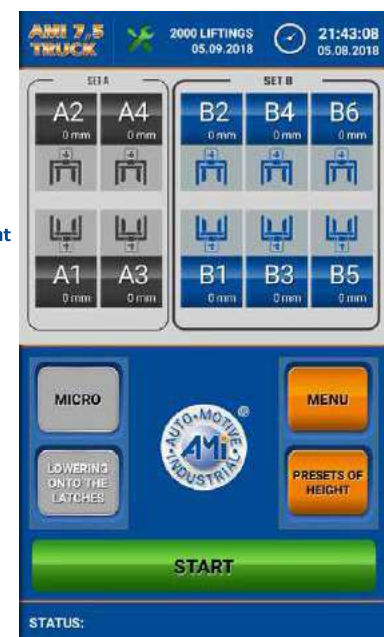 AMI 7,5
TRUCK
2000 LIFTINGS
05.09.2018
21:43:08
05.08.2018
SET A
SET B
A2 A4 B2 B4 B6
0 mm 0 mm 0 mm 0 mm 0 mm
nt
A1 A3 B1 B3 B5
0 mm 0 mm 0 mm 0 mm 0 mm
MICRO
MENU
AUTO-MOTIVE
AMi
INDUSTRIAL
®
LOWERING
ONTO THE
LATCHES
PRESETS OF
HEIGHT
START
STATUS: